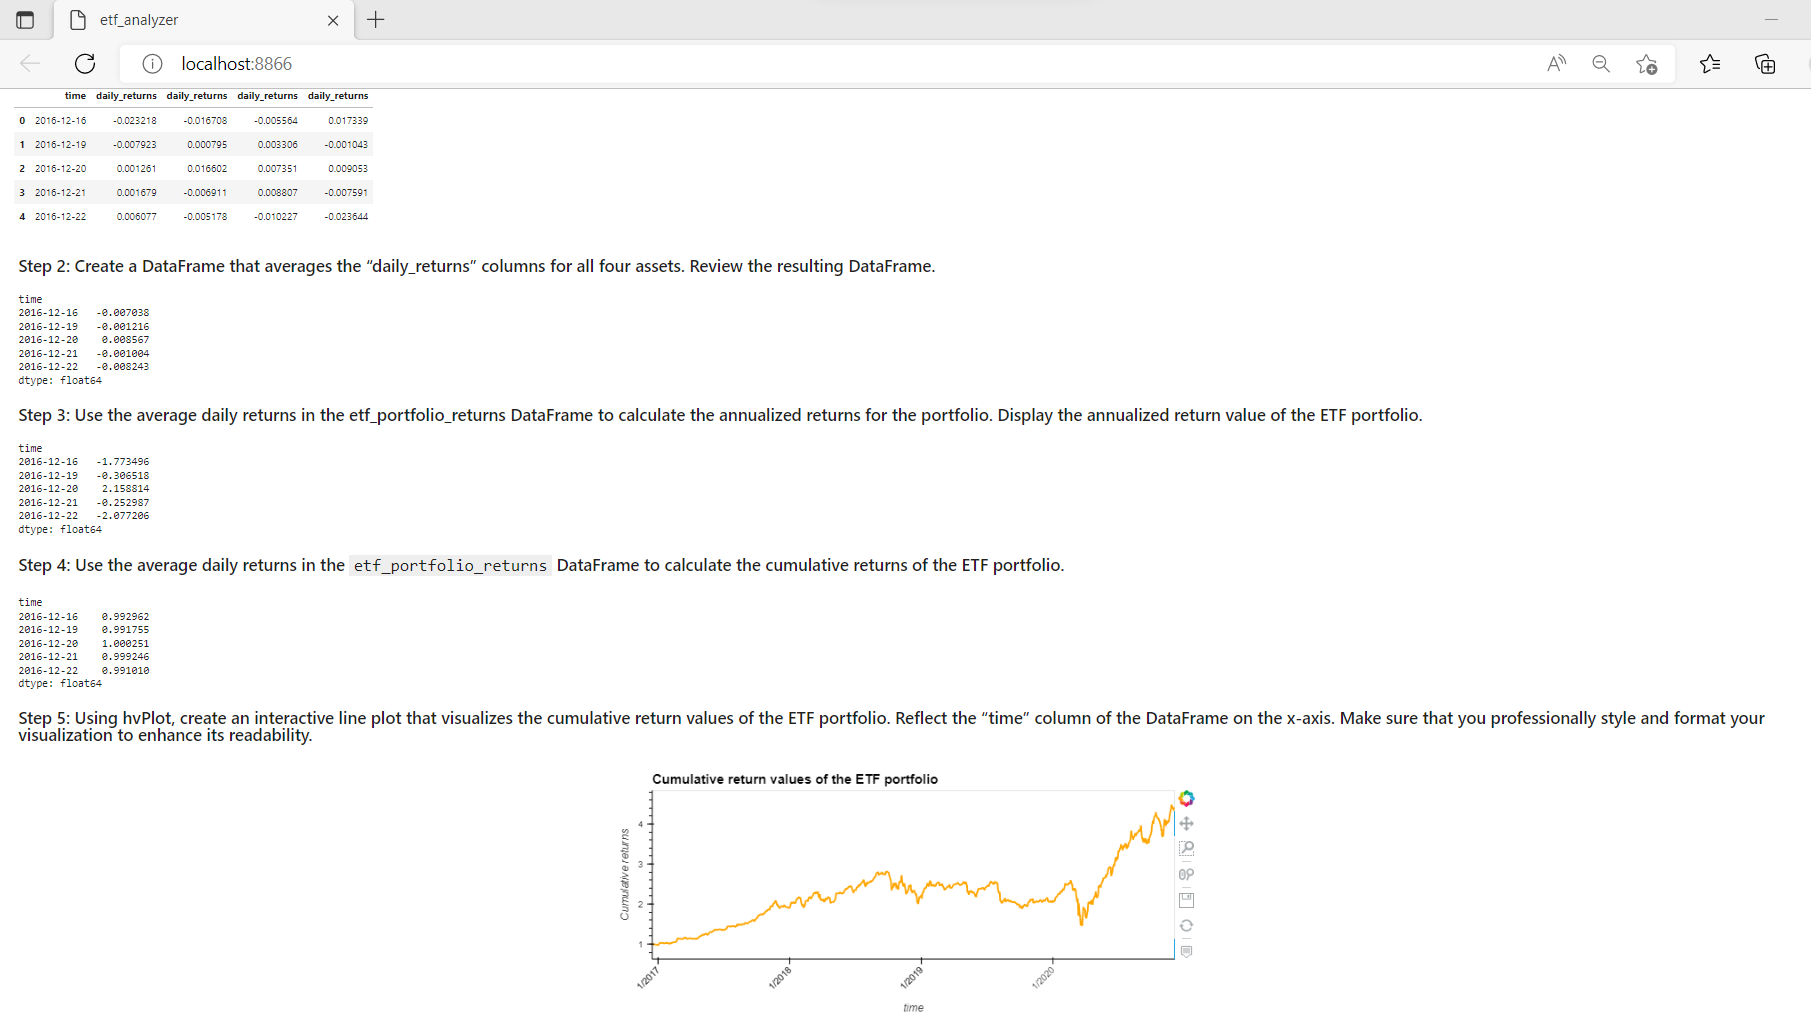 etf_analyzer
localhost:8866
time daily_returns daily_returns daily_returns daily_returns
0 2016-12-16 -0.023218 -0.016708 -0.005564 0.017339
1 2016-12-19 -0.007923 0.000795 0.003306 -0.001043
2 2016-12-20 0.001261 0.016602 0.007351 0.009053
3 2016-12-21 0.001679 -0.006911 0.008807 -0.007591
4 2016-12-22 0.006077 -0.005178 -0.010227 -0.023644
Step 2: Create a DataFrame that averages the “daily_returns” columns for all four assets. Review the resulting DataFrame.
time
2016-12-16 -0.007038
2016-12-19 -0.001216
2016-12-20 0.008567
2016-12-21 -0.001004
2016-12-22 -0.008243
dtype: float64
Step 3: Use the average daily returns in the etf_portfolio_returns DataFrame to calculate the annualized returns for the portfolio. Display the annualized return value of the ETF portfolio.
time
2016-12-16 -1.773496
2016-12-19 -0.306518
2016-12-20 2.158814
2016-12-21 -0.252987
2016-12-22 -2.077206
dtype: float64
Step 4: Use the average daily returns in the etf_portfolio_returns DataFrame to calculate the cumulative returns of the ETF portfolio.
time
2016-12-16 0.992962
2016-12-19 0.991755
2016-12-20 1.000251
2016-12-21 0.999246
2016-12-22 0.991010
dtype: float64
Step 5: Using hvPlot, create an interactive line plot that visualizes the cumulative return values of the ETF portfolio. Reflect the “time” column of the DataFrame on the x-axis. Make sure that you professionally style and format your
visualization to enhance its readability.
Cumulative return values of the ETF portfolio
Cumulative returns
4
3
2
1
1/2017 1/2018 1/2019 1/2020
time